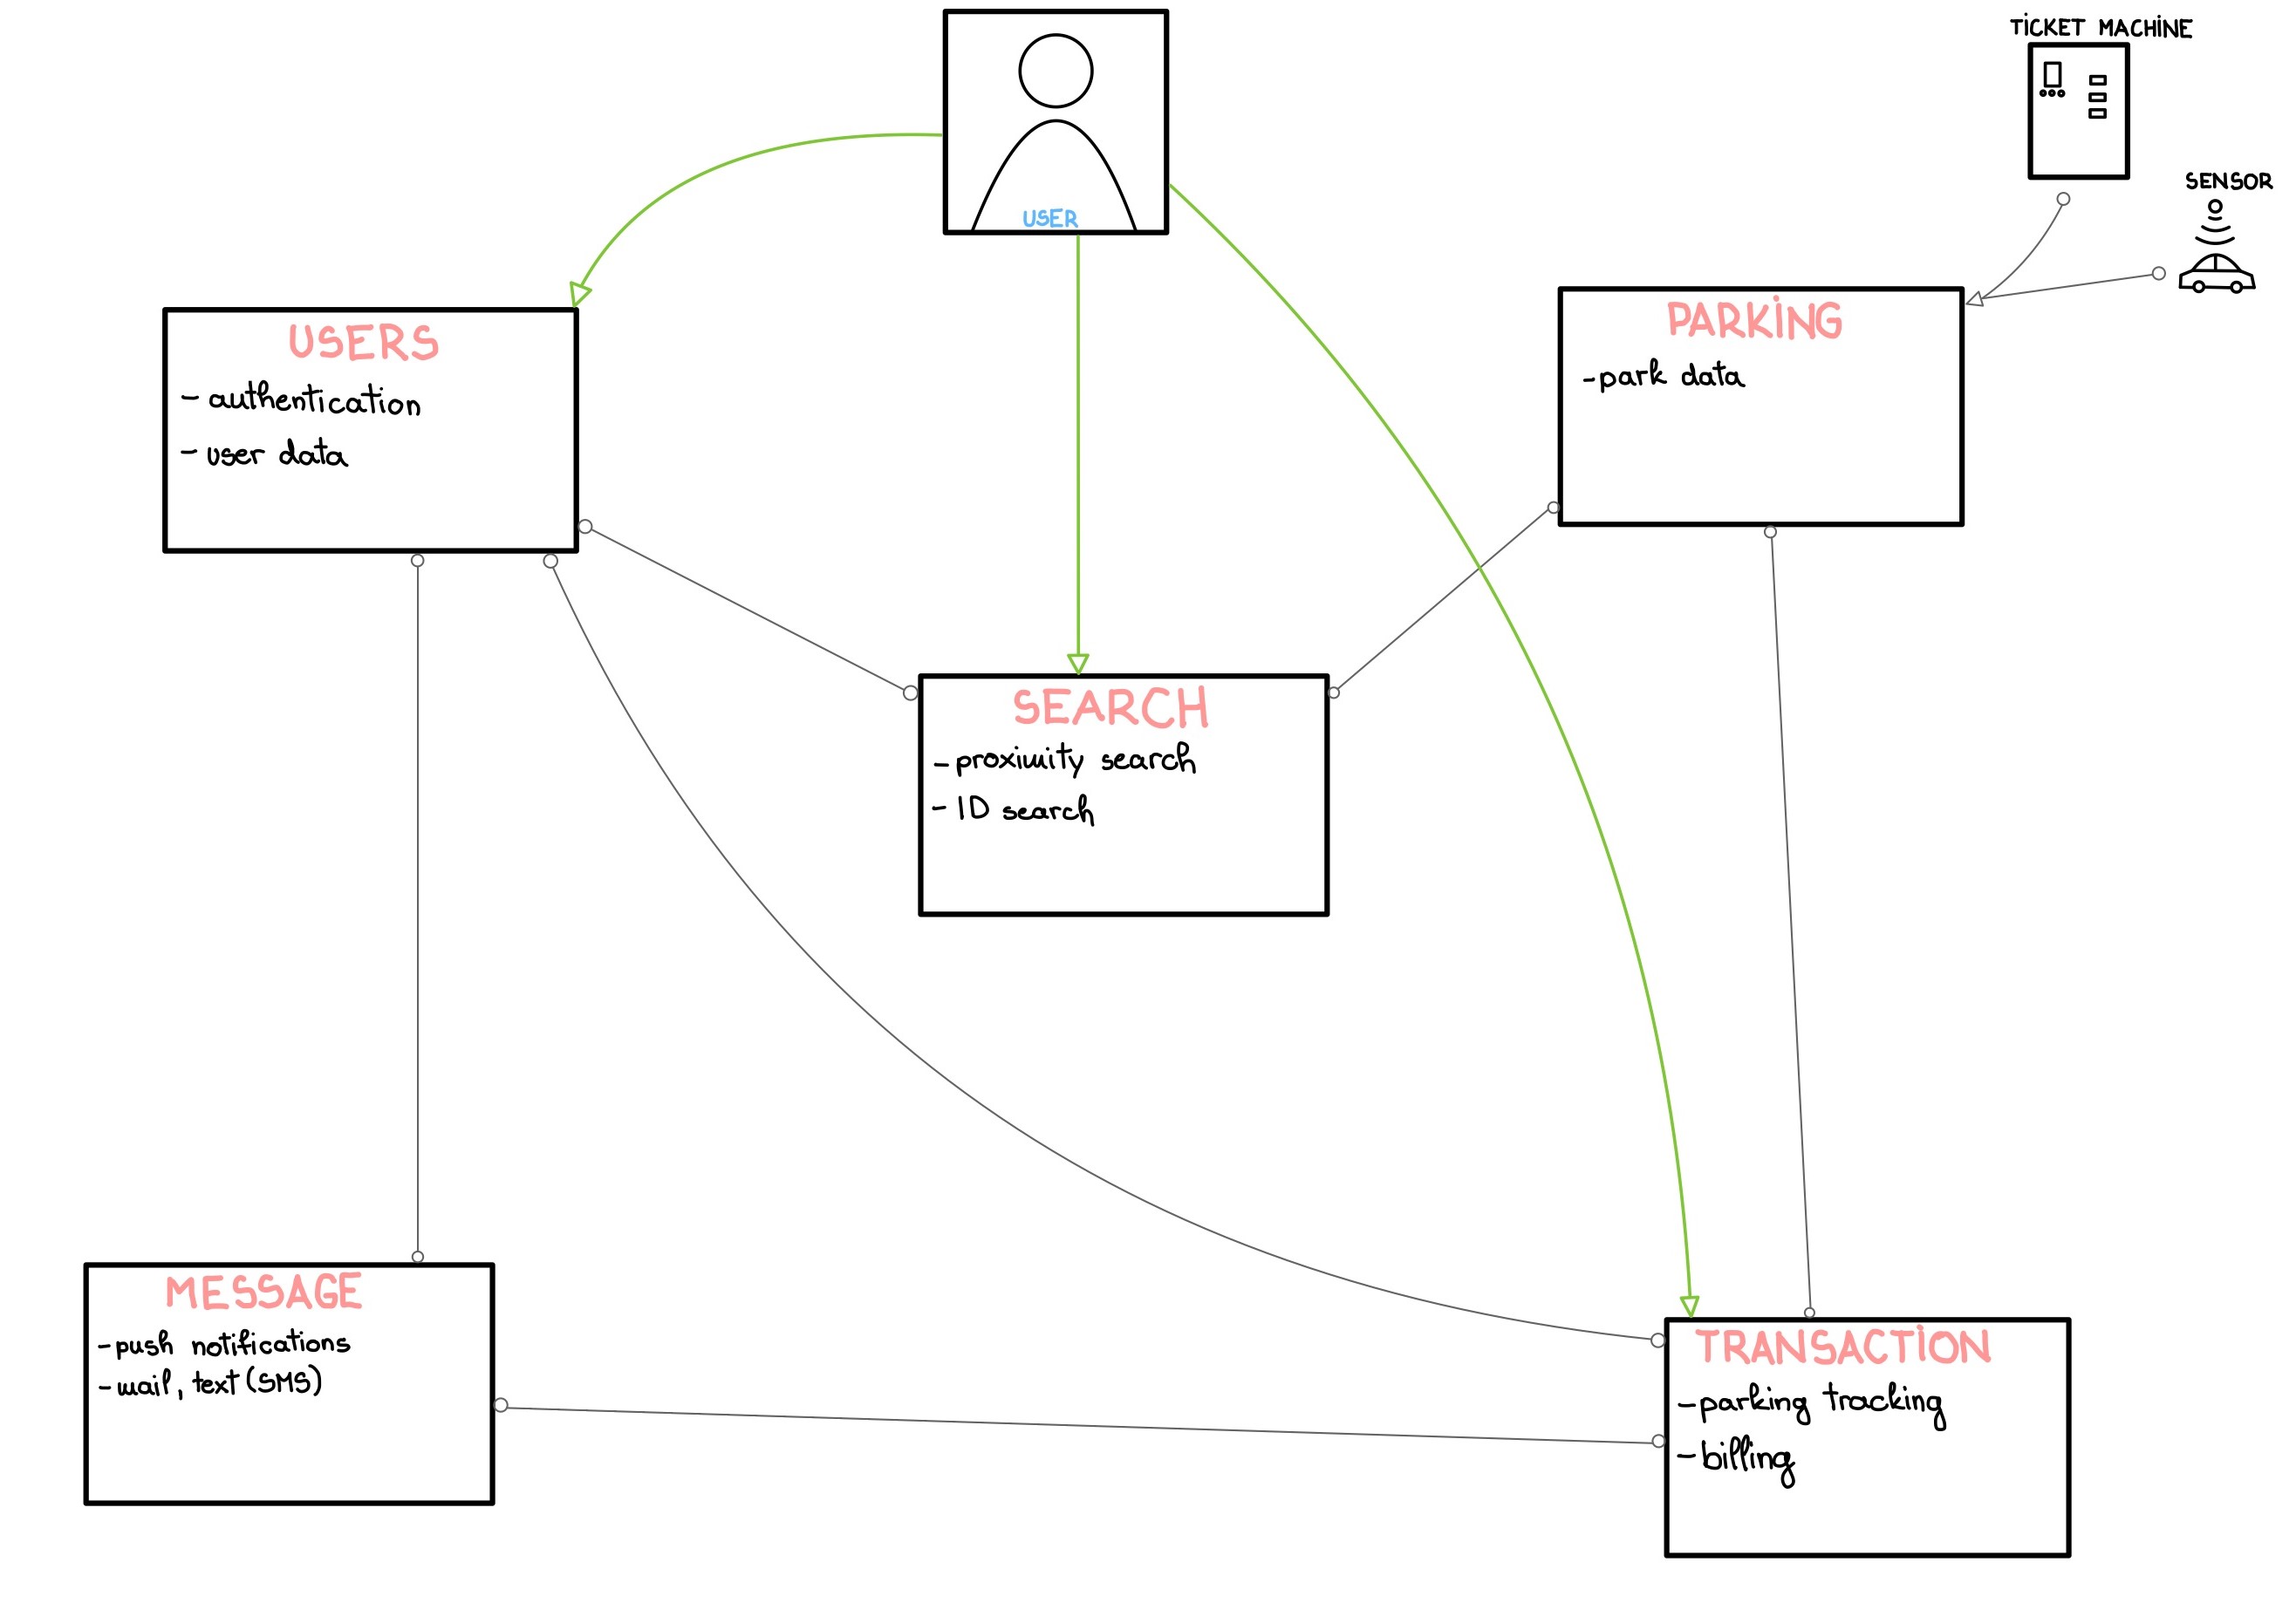 TICKET MACHINE
SENSOR
USER
USERS
- authentication
- user data
PARKING
- park data
SEARCH
- proximity search
- ID search
MESSAGE
- push notifications
- mail, text (SMS)
TRANSACTION
- parking tracking
- billing